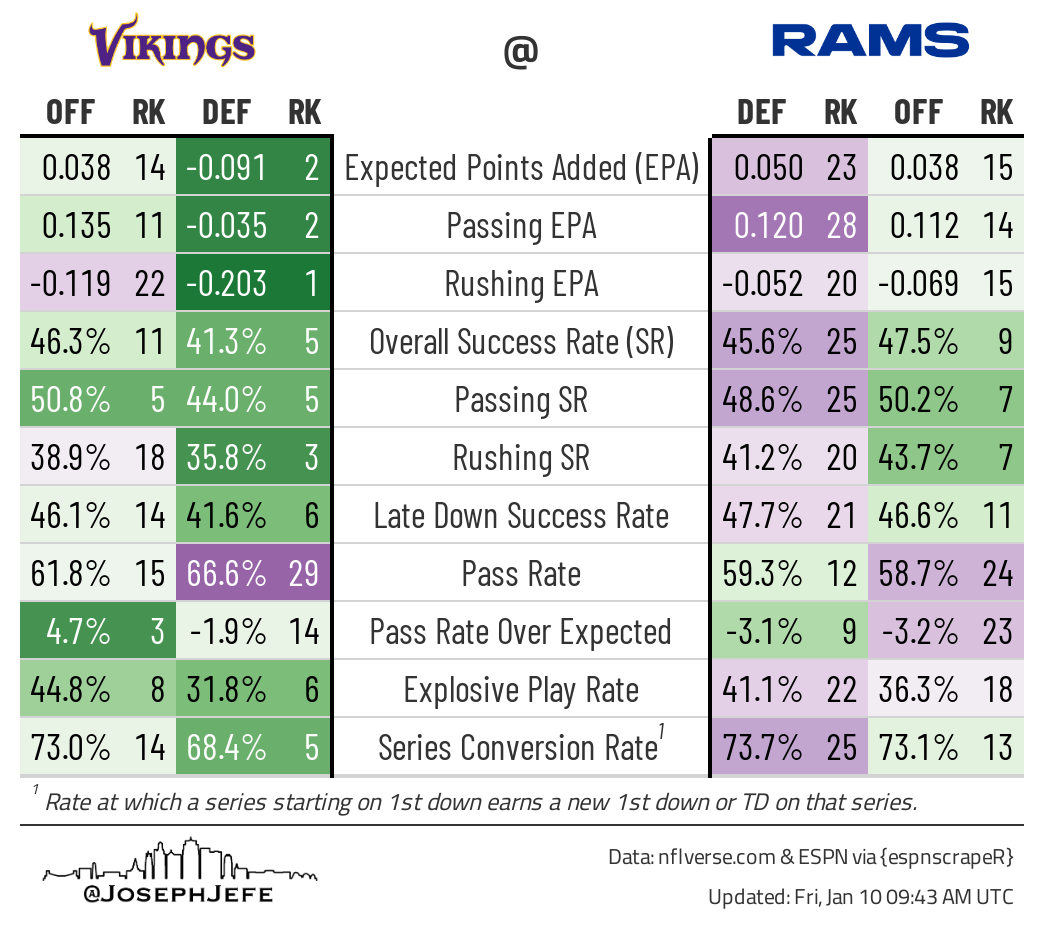 VIKINGS @ RAMS
OFF RK DEF RK DEF RK OFF RK
0.038 14 -0.091 2 Expected Points Added (EPA) 0.050 23 0.038 15
0.135 11 -0.035 2 Passing EPA 0.120 28 0.112 14
-0.119 22 -0.203 1 Rushing EPA -0.052 20 -0.069 15
46.3% 11 41.3% 5 Overall Success Rate (SR) 45.6% 25 47.5% 9
50.8% 5 44.0% 5 Passing SR 48.6% 25 50.2% 7
38.9% 18 35.8% 3 Rushing SR 41.2% 20 43.7% 7
46.1% 14 41.6% 6 Late Down Success Rate 47.7% 21 46.6% 11
61.8% 15 66.6% 29 Pass Rate 59.3% 12 58.7% 24
4.7% 3 -1.9% 14 Pass Rate Over Expected -3.1% 9 -3.2% 23
44.8% 8 31.8% 6 Explosive Play Rate 41.1% 22 36.3% 18
73.0% 14 68.4% 5 Series Conversion Rate¹ 73.7% 25 73.1% 13
¹ Rate at which a series starting on 1st down earns a new 1st down or TD on that series.
@JOSEPHJEFE
Data: nflverse.com & ESPN via {espnscrapeR}
Updated: Fri, Jan 10 09:43 AM UTC